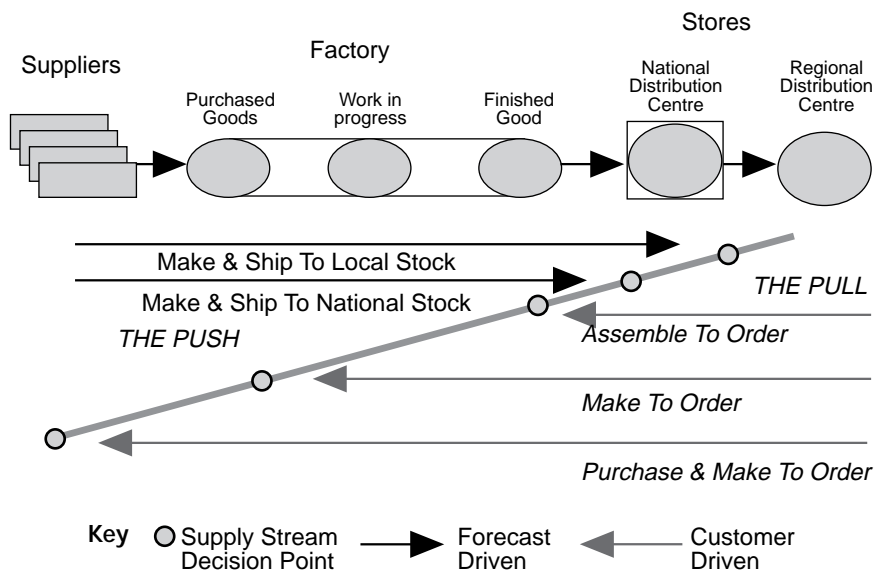 Stores
Factory
Suppliers
National
Distribution
Centre
Regional
Distribution
Centre
Purchased
Goods
Work in
progress
Finished
Good
Make & Ship To Local Stock
THE PULL
Make & Ship To National Stock
THE PUSH
Assemble To Order
Make To Order
Purchase & Make To Order
Key
Supply Stream
Decision Point
Forecast
Driven
Customer
Driven